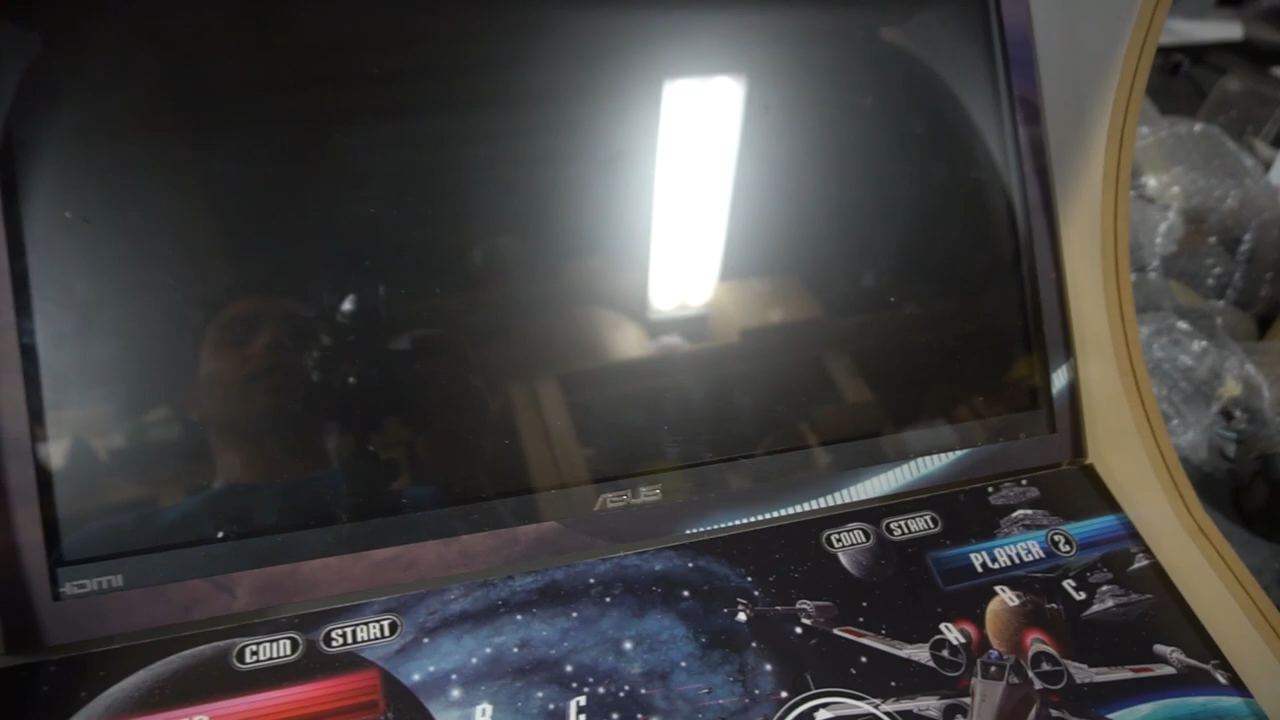 ASUS
HDMI
COIN START
PLAYER 2
A B C
COIN START
B C